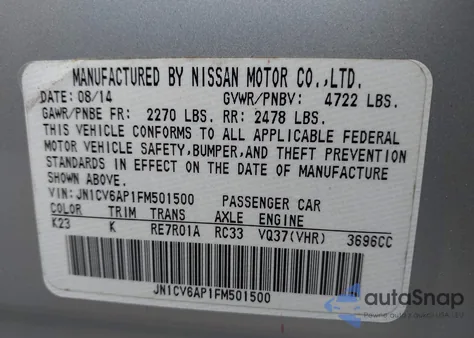 MANUFACTURED BY NISSAN MOTOR CO.,LTD.
DATE: 08/14 GVWR/PNBV: 4722 LBS.
GAWR/PNBE FR: 2270 LBS. RR: 2478 LBS.
THIS VEHICLE CONFORMS TO ALL APPLICABLE FEDERAL
MOTOR VEHICLE SAFETY,BUMPER,AND THEFT PREVENTION
STANDARDS IN EFFECT ON THE DATE OF MANUFACTURE
SHOWN ABOVE.
VIN: JN1CV6AP1FM501500 PASSENGER CAR
COLOR TRIM TRANS AXLE ENGINE
K23 K RE7R01A RC33 VQ37(VHR) 3696CC
JN1CV6AP1FM501500
autoSnap